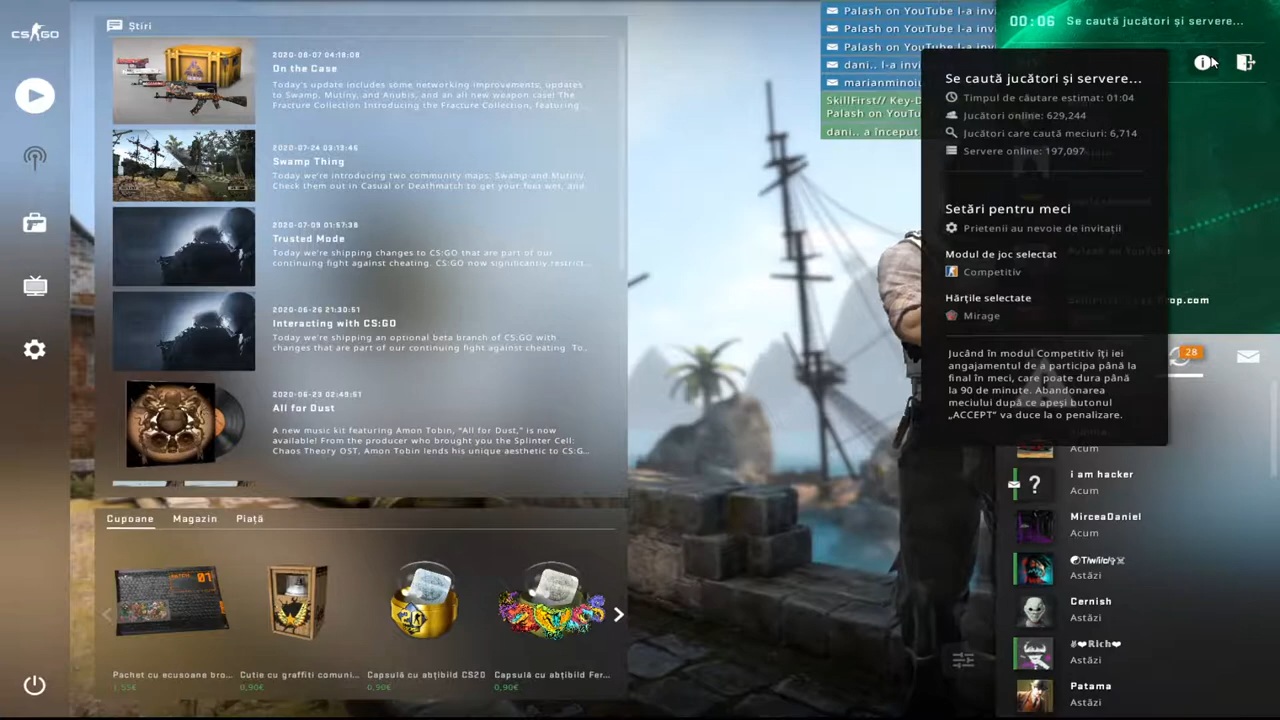 CS:GO
Știri
2020-08-07 04:18:08
On the Case
Today's update includes some networking improvements, updates
to Swamp, Mutiny, and Anubis, and an all new weapon case! The
Fracture Collection Introducing the Fracture Collection, featuring...
2020-07-24 03:13:46
Swamp Thing
Today we're introducing two community maps: Swamp and Mutiny.
Check them out in Casual or Deathmatch to get your feet wet, and...
2020-07-09 01:57:38
Trusted Mode
Today we're shipping changes to CS:GO that are part of our
continuing fight against cheating. CS:GO now significantly restrict...
2020-06-26 21:30:51
Interacting with CS:GO
Today we're shipping an optional beta branch of CS:GO with
changes that are part of our continuing fight against cheating. To...
2020-06-23 02:49:51
All for Dust
A new music kit featuring Amon Tobin, "All for Dust," is now
available! From the producer who brought you the Splinter Cell:
Chaos Theory OST, Amon Tobin lends his unique aesthetic to CS:G...
Cupoane
Magazin
Piață
Pachet cu ecusoane bro...
1,55€
Cutie cu graffiti comuni...
0,90€
Capsulă cu abțibild CS20
0,90€
Capsulă cu abțibild Fer...
0,90€
Palash on YouTube l-a invi
Palash on YouTube l-a invi
Palash on YouTube l-a invi
dani.. l-a invi
marianminoiu
SkillFirst// Key-D
Palash on YouTu
dani.. a început
00:06
Se caută jucători și servere...
Se caută jucători și servere...
Timpul de căutare estimat: 01:04
Jucători online: 629,244
Jucători care caută meciuri: 6,714
Servere online: 197,097
Setări pentru meci
Prietenii au nevoie de invitații
Modul de joc selectat
Competitiv
Hărțile selectate
Mirage
Jucând în modul Competitiv îți iei
angajamentul de a participa până la
final în meci, care poate dura până
la 90 de minute. Abandonarea
meciului după ce apeși butonul
„ACCEPT” va duce la o penalizare.
28
Acum
i am hacker
Acum
MirceaDaniel
Acum
Astăzi
Cernish
Astăzi
❤Rich❤
Astăzi
Patama
Astăzi